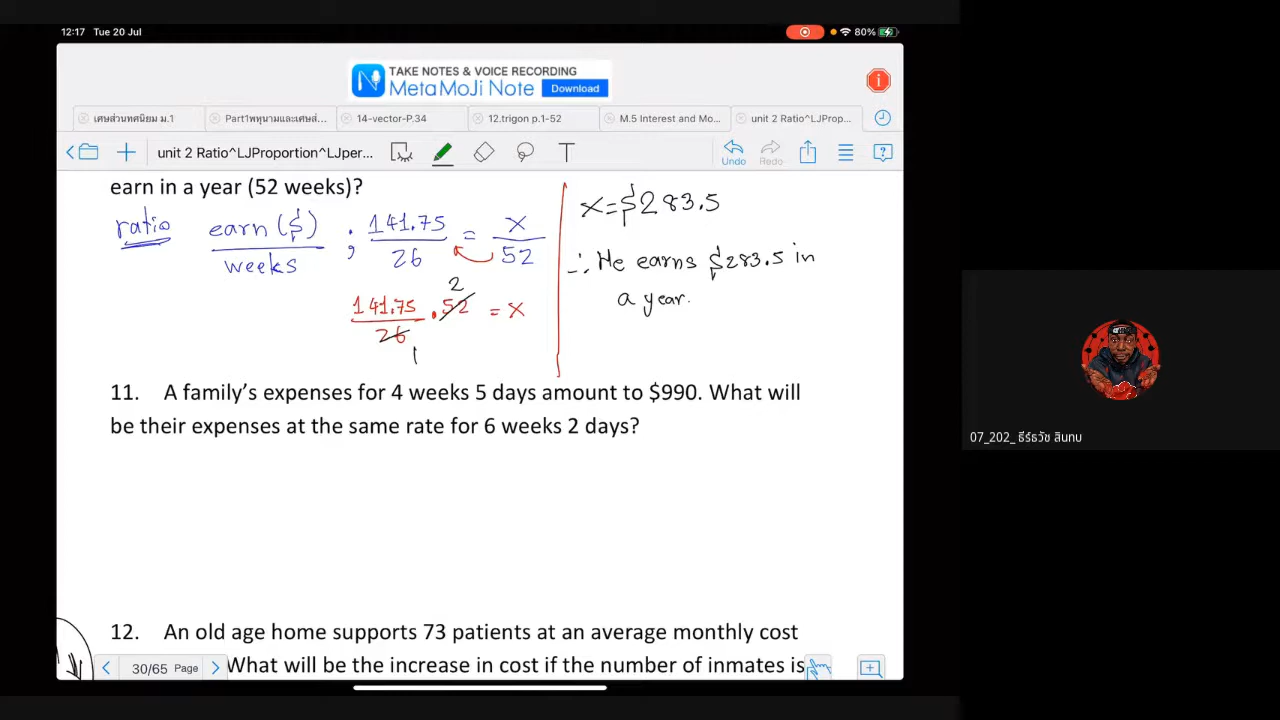 12:17 Tue 20 Jul
80%
TAKE NOTES & VOICE RECORDING
MetaMoJi Note Download
เศษส่วนทศนิยม ม.1
Part1พหุนามและเศษส่...
14-vector-P.34
12.trigon p.1-52
M.5 Interest and Mo...
unit 2 Ratio^LJProp...
unit 2 Ratio^LJProportion^LJper...
T
Undo
Redo
earn in a year (52 weeks)?
ratio earn ($) ; 141.75 = x
weeks 26 52
2
141.75 . 52 = x
26
1
x = $283.5
∴ He earns $283.5 in
a year.
11. A family’s expenses for 4 weeks 5 days amount to $990. What will
be their expenses at the same rate for 6 weeks 2 days?
12. An old age home supports 73 patients at an average monthly cost
30/65 Page
What will be the increase in cost if the number of inmates is
07_202_ ธีร์ธวัช สินทบ